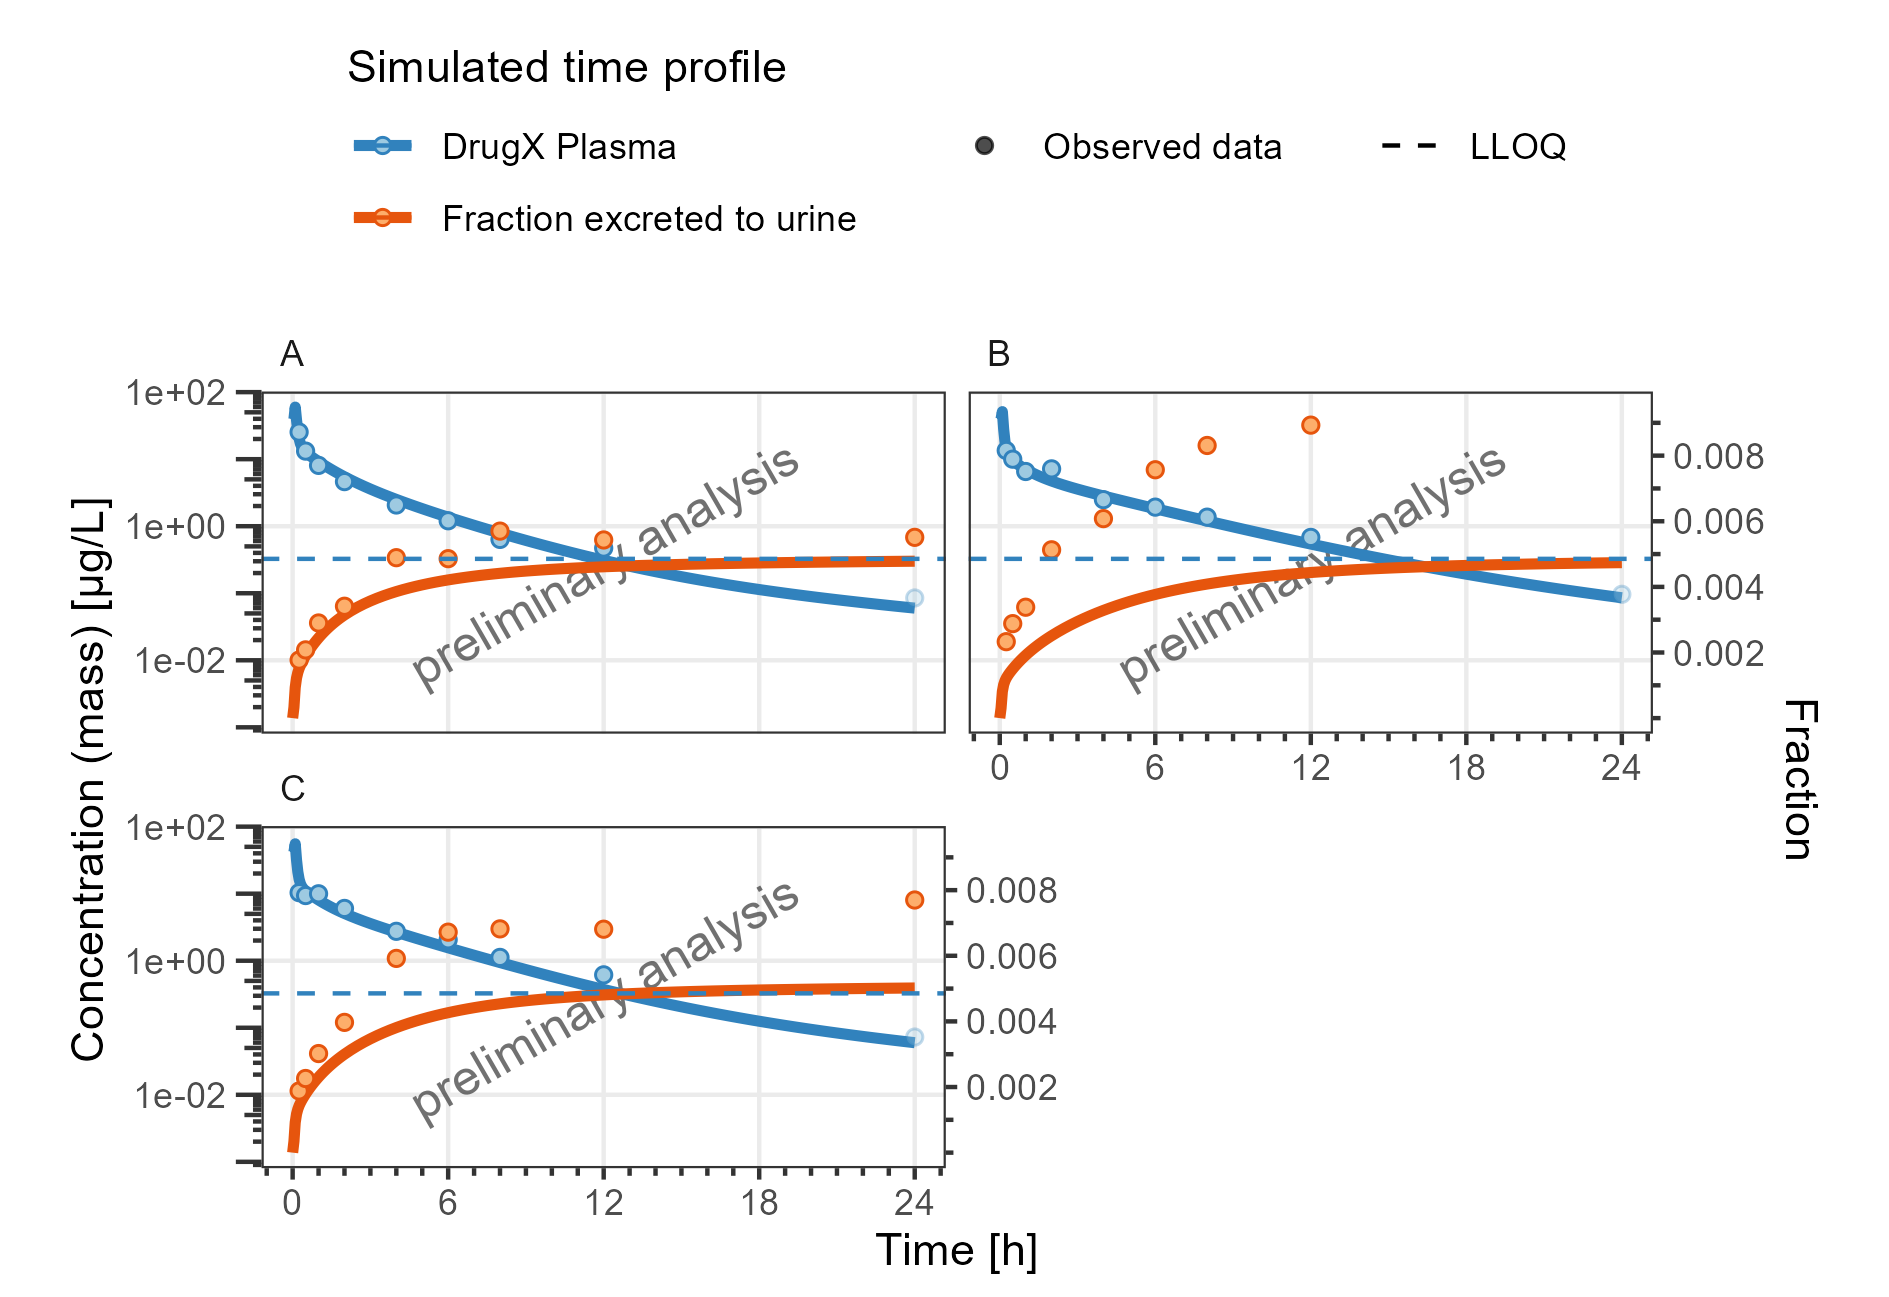 Simulated time profile
DrugX Plasma
Observed data
LLOQ
Fraction excreted to urine
A
B
1e+02
1e+00
1e-02
preliminary analysis
preliminary analysis
0.008
0.006
0.004
0.002
0 6 12 18 24
C
1e+02
1e+00
1e-02
preliminary analysis
0.008
0.006
0.004
0.002
0 6 12 18 24
Time [h]
Concentration (mass) [µg/L]
Fraction